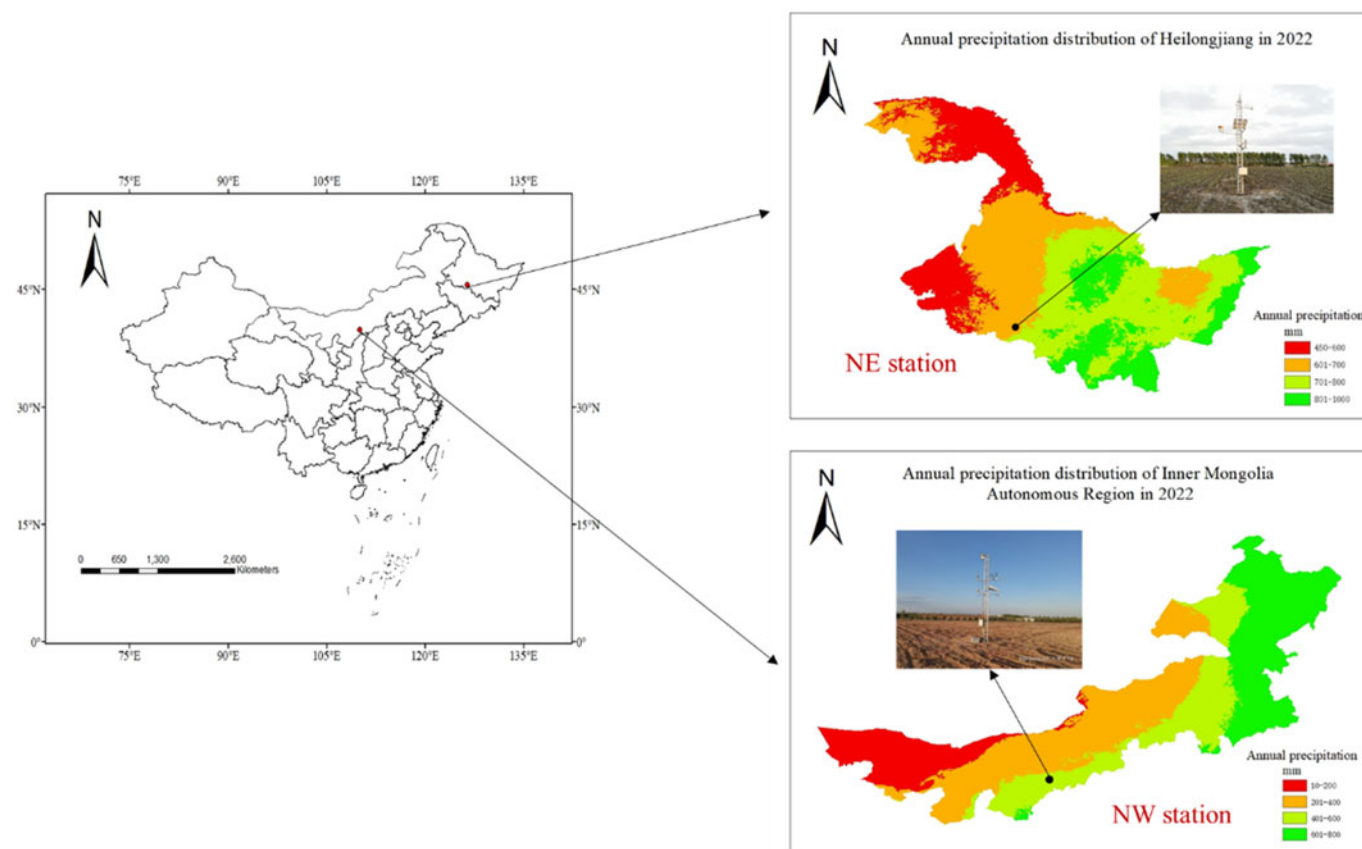 75°E 90°E 105°E 120°E 135°E
N
45°N 45°N
30°N 30°N
15°N 15°N
0 650 1,300 2,600
Kilometers
0° 0°
75°E 90°E 105°E 120°E 135°E
Annual precipitation distribution of Heilongjiang in 2022
N
NE station
Annual precipitation
mm
450-600
601-700
701-800
801-1000
Annual precipitation distribution of Inner Mongolia
Autonomous Region in 2022
N
NW station
Annual precipitation
mm
10-200
201-400
401-600
601-800